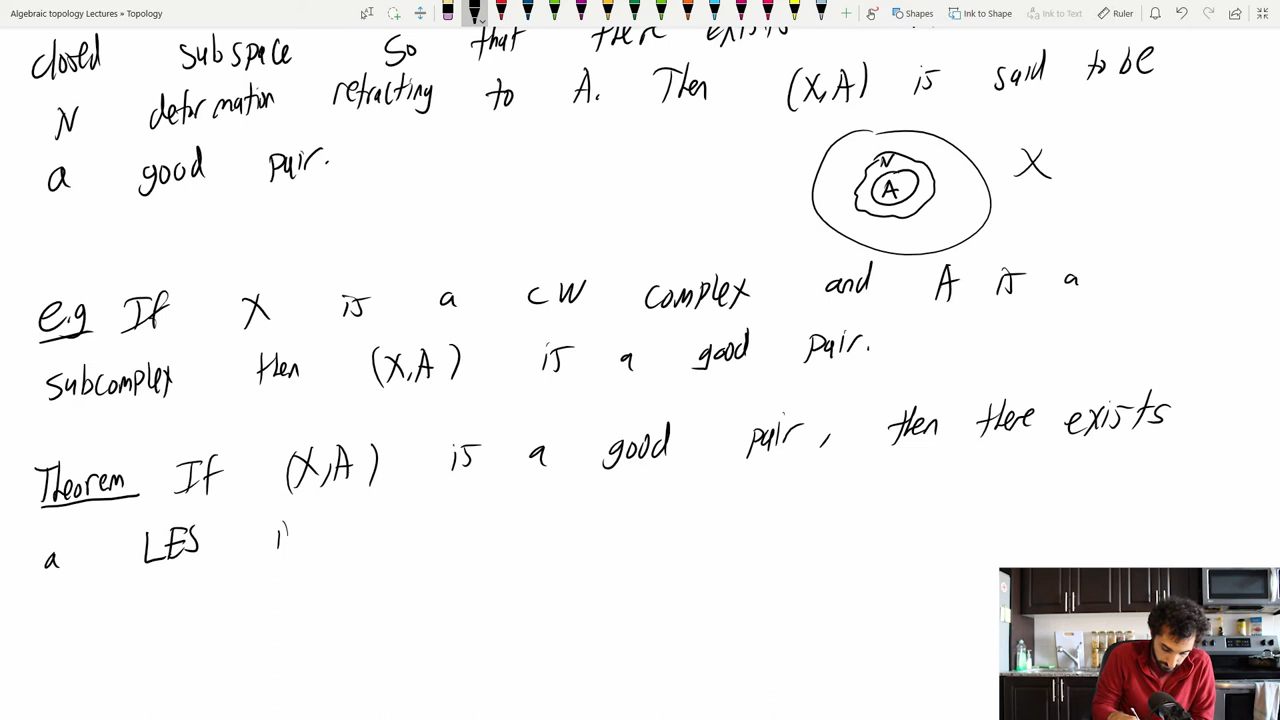 Algebraic topology Lectures » Topology
Shapes Ink to Shape Ink to Text Ruler
closed subspace so that there exists
N deformation retracting to A. Then (X,A) is said to be
a good pair.
N
A
X
e.g If X is a CW complex and A is a
subcomplex then (X,A) is a good pair.
Theorem If (X,A) is a good pair, then there exists
a LES